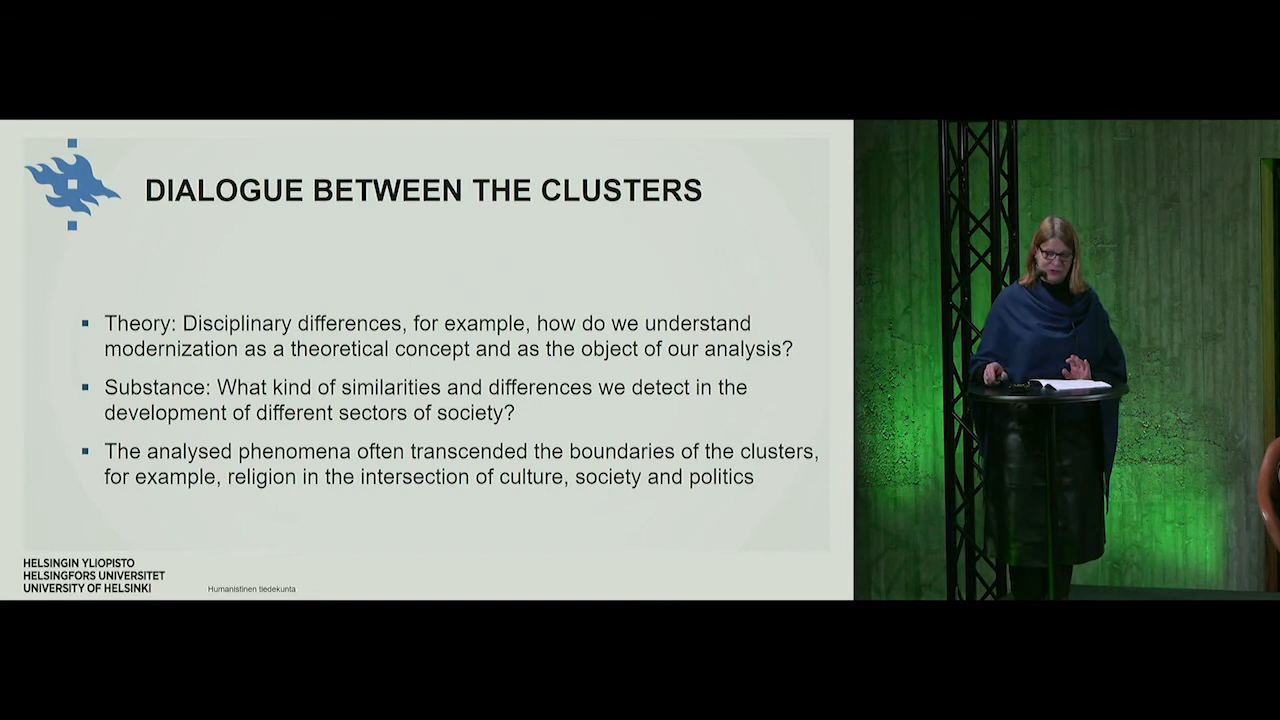 DIALOGUE BETWEEN THE CLUSTERS
Theory: Disciplinary differences, for example, how do we understand
modernization as a theoretical concept and as the object of our analysis?
Substance: What kind of similarities and differences we detect in the
development of different sectors of society?
The analysed phenomena often transcended the boundaries of the clusters,
for example, religion in the intersection of culture, society and politics
HELSINGIN YLIOPISTO
HELSINGFORS UNIVERSITET
UNIVERSITY OF HELSINKI
Humanistinen tiedekunta